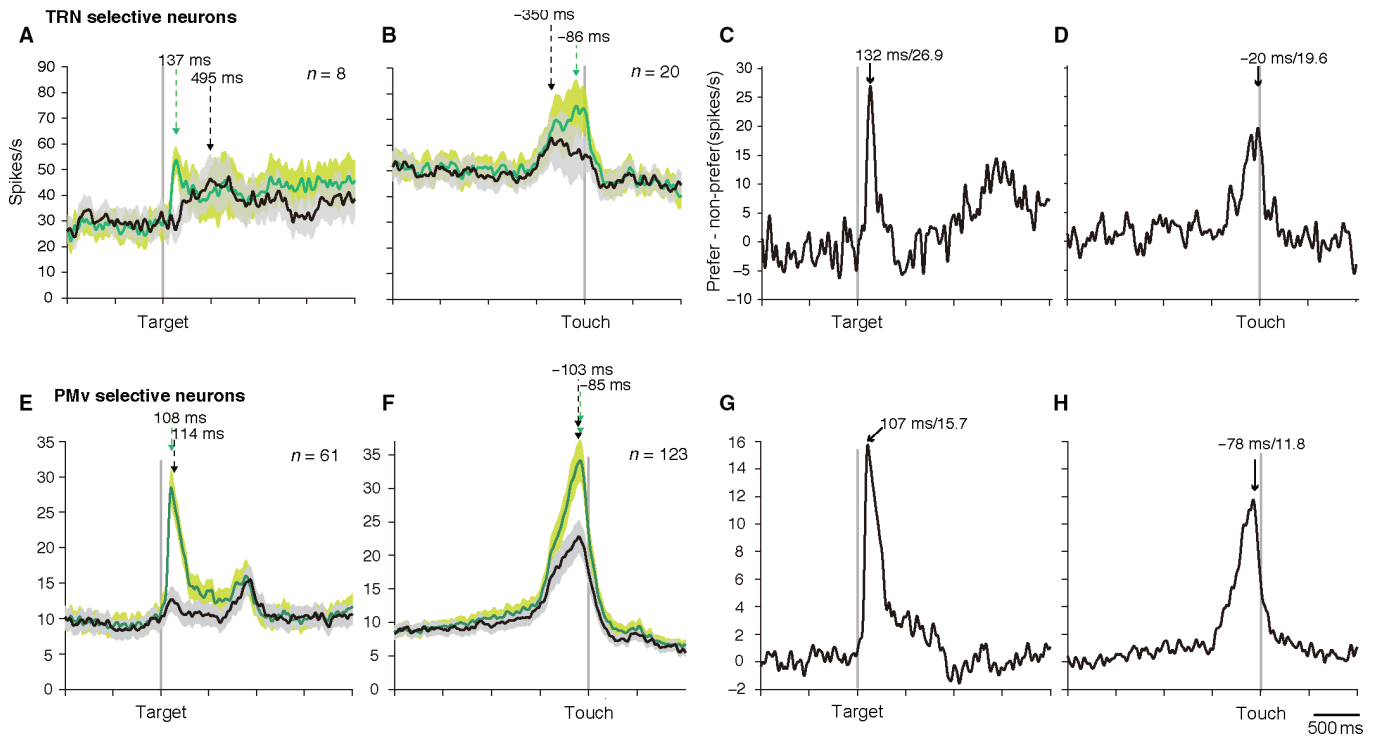 TRN selective neurons
A
B
C
D
137 ms
495 ms
n = 8
−350 ms
−86 ms
n = 20
132 ms/26.9
−20 ms/19.6
Spikes/s
90
80
70
60
50
40
30
20
10
0
Target
Touch
Prefer - non-prefer(spikes/s)
30
25
20
15
10
5
0
−5
−10
Target
Touch
PMv selective neurons
E
F
G
H
108 ms
114 ms
n = 61
−103 ms
−85 ms
n = 123
107 ms/15.7
−78 ms/11.8
35
30
25
20
15
10
5
0
Target
35
30
25
20
15
10
5
0
Touch
16
14
12
10
8
6
4
2
0
−2
Target
Touch
500 ms